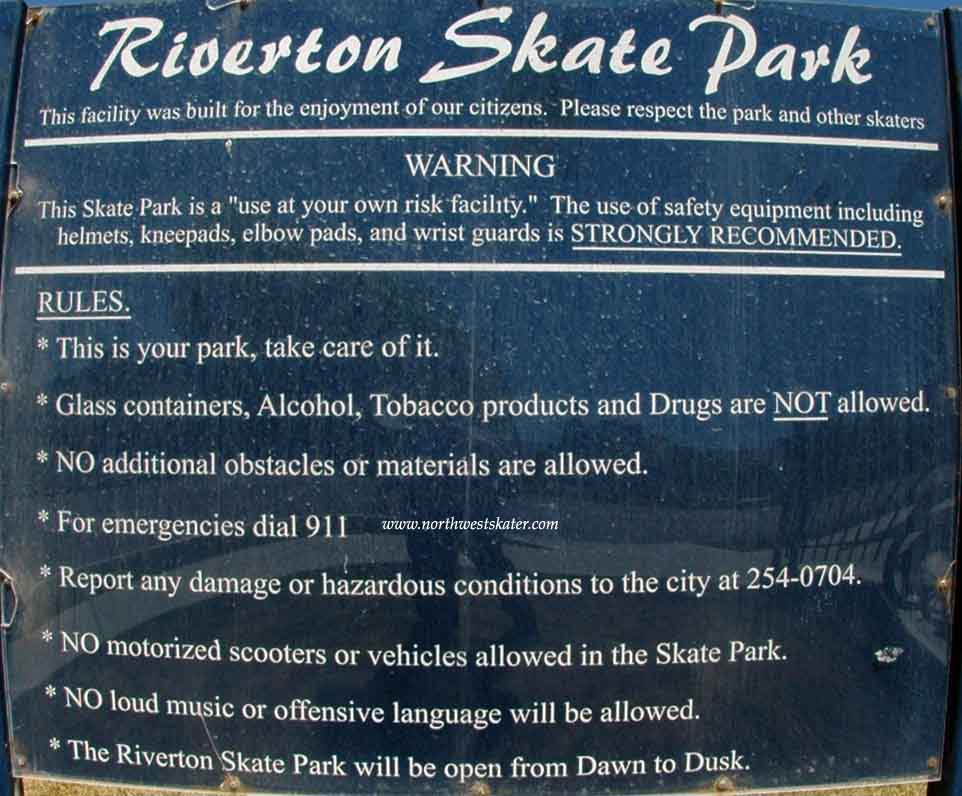 Riverton Skate Park
This facility was built for the enjoyment of our citizens. Please respect the park and other skaters
WARNING
This Skate Park is a "use at your own risk facility." The use of safety equipment including
helmets, kneepads, elbow pads, and wrist guards is STRONGLY RECOMMENDED.
RULES.
* This is your park, take care of it.
* Glass containers, Alcohol, Tobacco products and Drugs are NOT allowed.
* NO additional obstacles or materials are allowed.
* For emergencies dial 911 www.northwestskater.com
* Report any damage or hazardous conditions to the city at 254-0704.
* NO motorized scooters or vehicles allowed in the Skate Park.
* NO loud music or offensive language will be allowed.
* The Riverton Skate Park will be open from Dawn to Dusk.